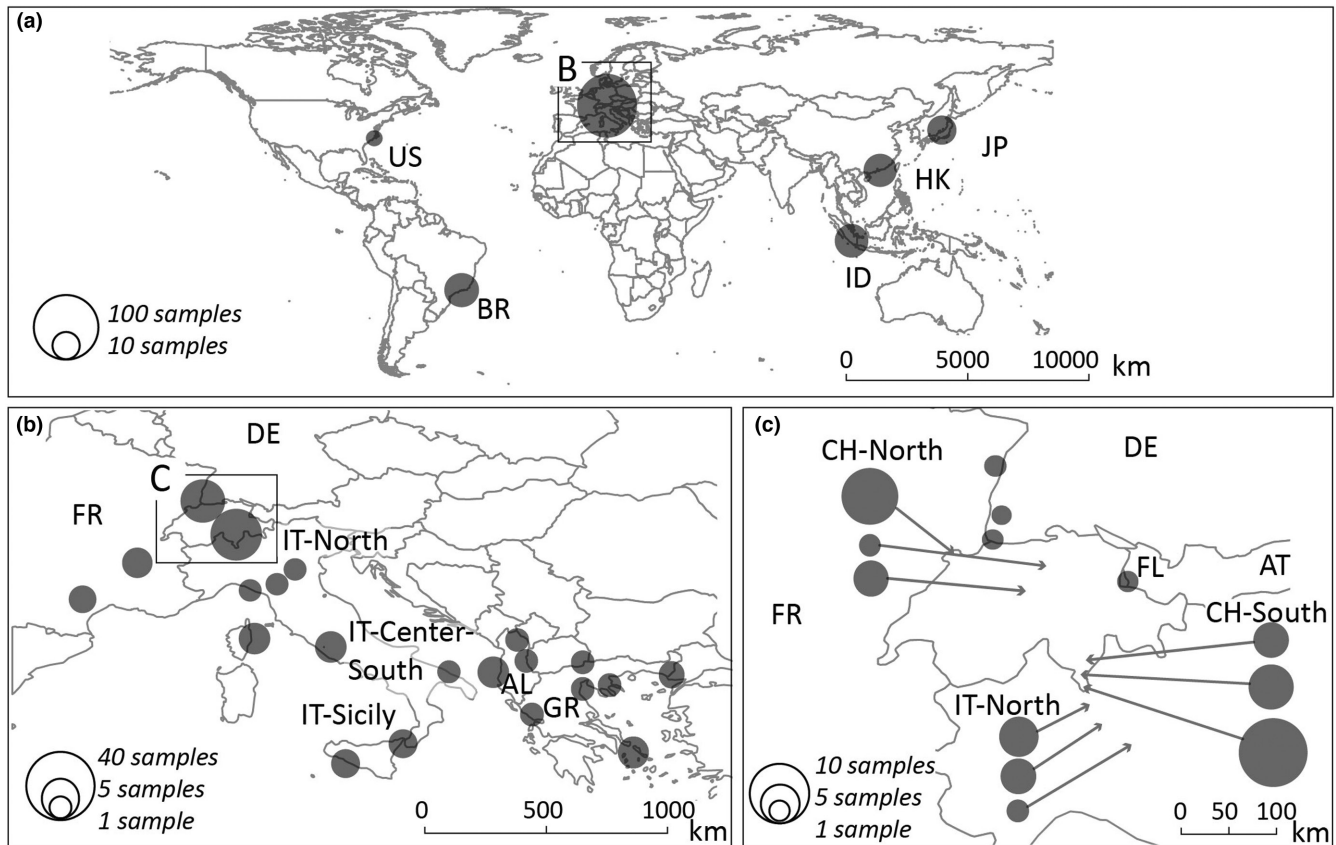 (a)
B
US
JP
HK
ID
BR
100 samples
10 samples
0 5000 10000 km
(b)
DE
C
FR
IT-North
IT-Center-
South
AL
GR
IT-Sicily
40 samples
5 samples
1 sample
0 500 1000
km
(c)
CH-North
DE
FL
AT
FR
CH-South
IT-North
10 samples
5 samples
1 sample
0 50 100
km